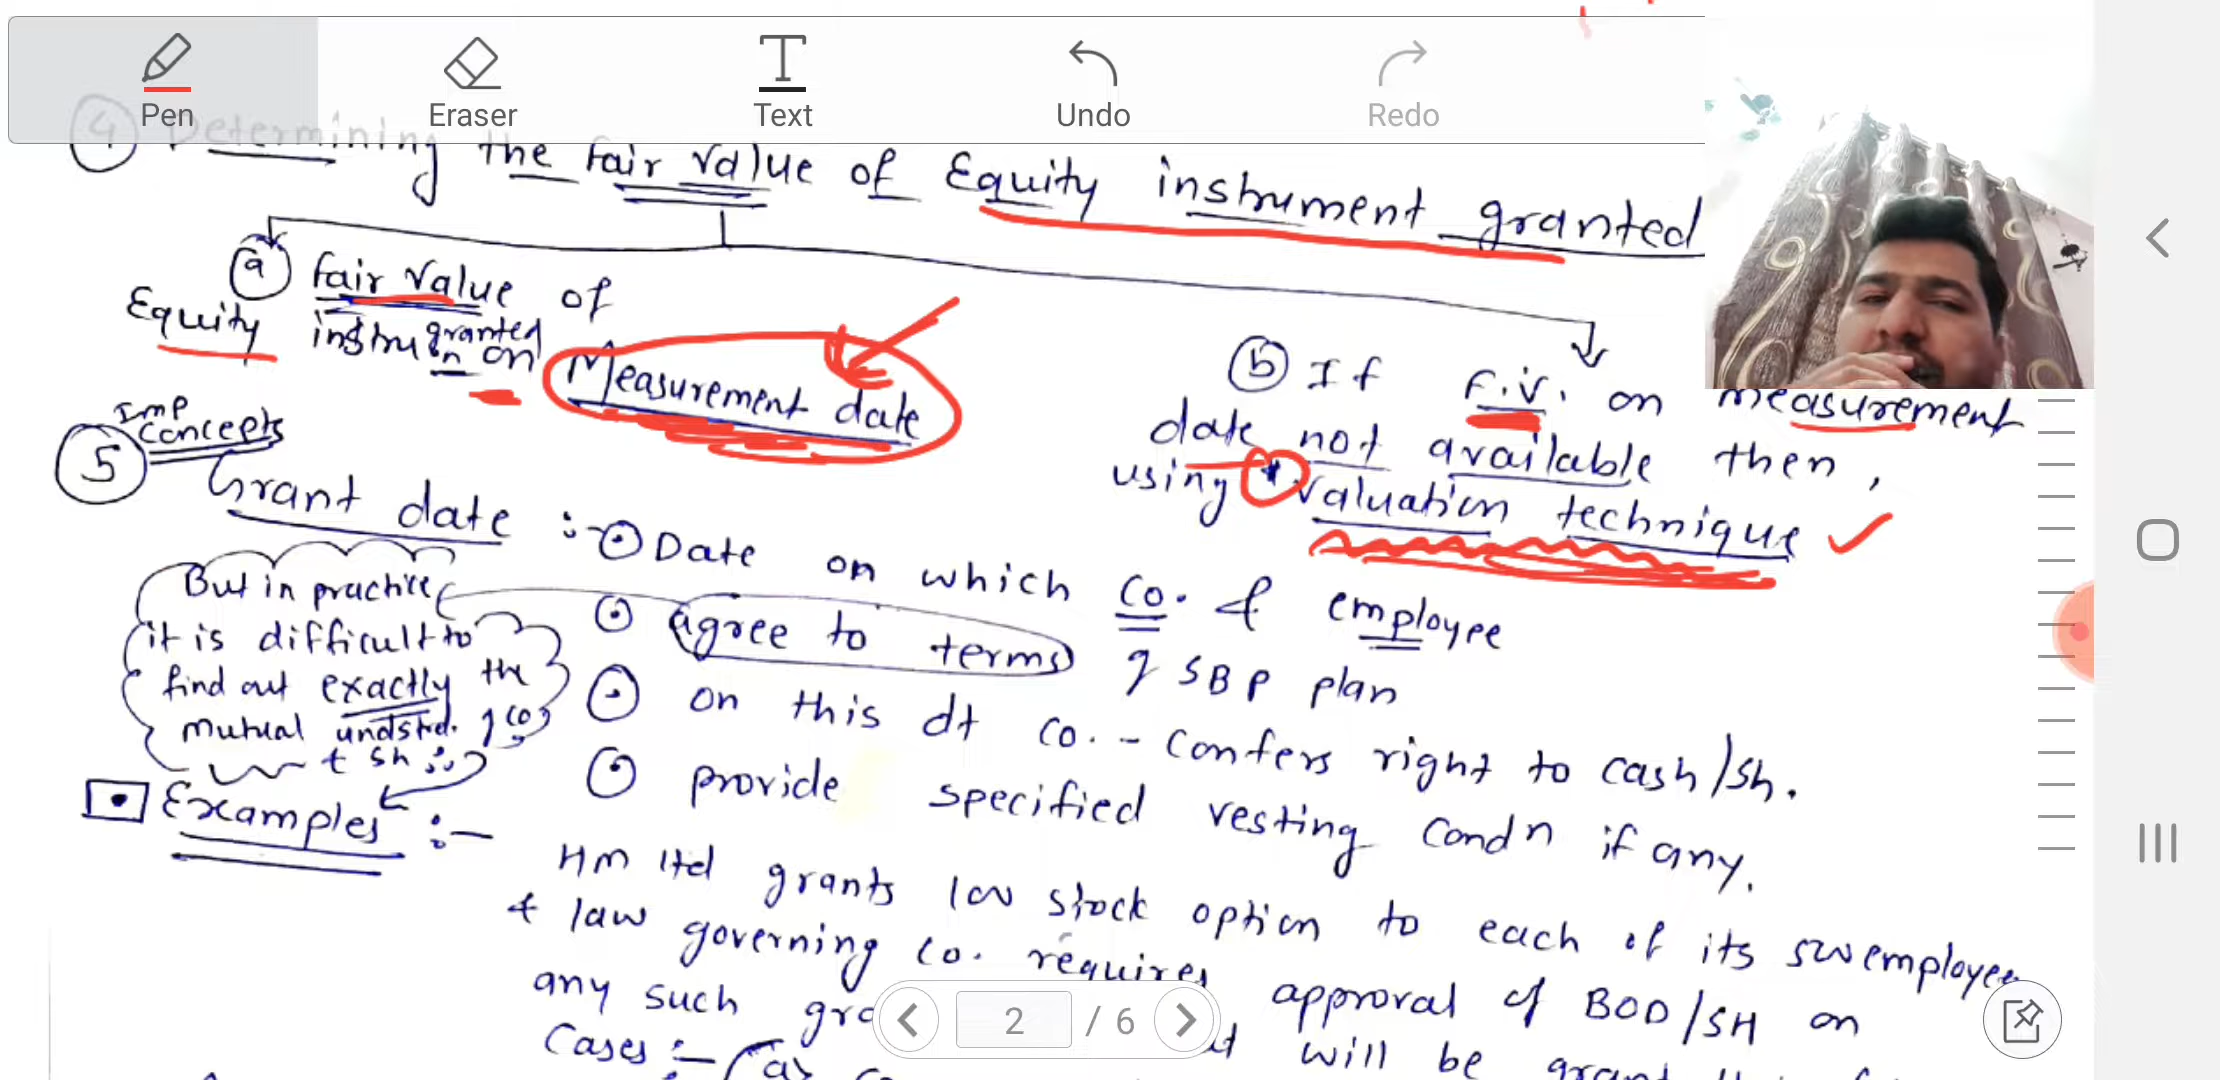 Pen
Eraser
Text
Undo
Redo
4 Determining the fair value of Equity instrument granted
a fair value of
Equity instru granted
n on Measurement date
b If F.V. on measurement
date not available then,
using * Valuation technique
5 Imp
Concepts
Grant date :- Date on which co. & employee
agree to terms of SBP plan
on this dt co. - confers right to cash/sh.
provide specified vesting condn if any.
But in practice
it is difficult to
find out exactly the
mutual undstd. of co
+ sh
Examples :-
HM ltd grants 100 stock option to each of its 500 employees
+ law governing co. requires approval of BOD/SH on
any such
Cases :-
will be
2 / 6